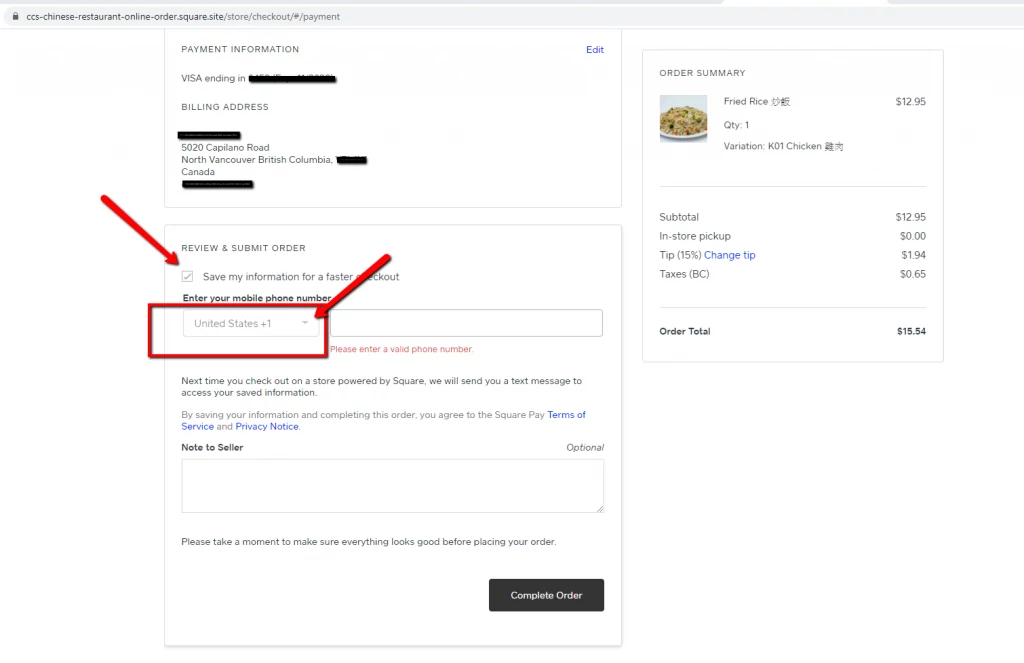 ccs-chinese-restaurant-online-order.square.site/store/checkout/#/payment
PAYMENT INFORMATION
Edit
VISA ending in
BILLING ADDRESS
5020 Capilano Road
North Vancouver British Columbia,
Canada
REVIEW & SUBMIT ORDER
Save my information for a faster checkout
Enter your mobile phone number
United States +1
Please enter a valid phone number.
Next time you check out on a store powered by Square, we will send you a text message to
access your saved information.
By saving your information and completing this order, you agree to the Square Pay Terms of
Service and Privacy Notice.
Note to Seller
Optional
Please take a moment to make sure everything looks good before placing your order.
Complete Order
ORDER SUMMARY
Fried Rice 炒飯 $12.95
Qty: 1
Variation: K01 Chicken 雞肉
Subtotal $12.95
In-store pickup $0.00
Tip (15%) Change tip $1.94
Taxes (BC) $0.65
Order Total $15.54